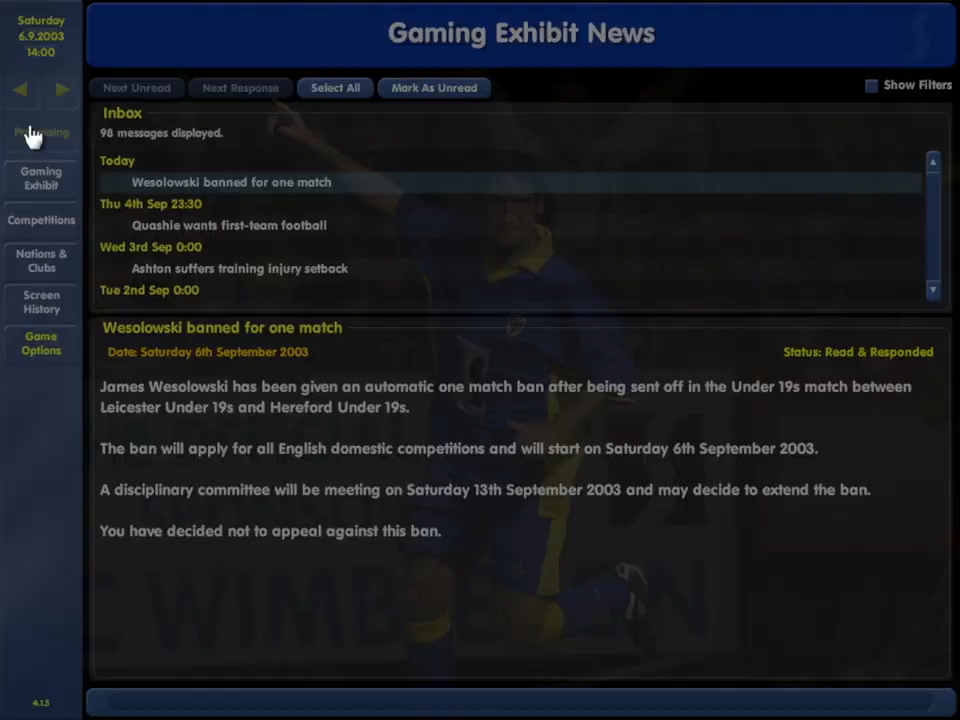 Saturday
6.9.2003
14:00
Gaming Exhibit News
Next Unread
Next Response
Select All
Mark As Unread
Show Filters
Gaming
Exhibit
Competitions
Nations &
Clubs
Screen
History
Game
Options
Inbox
98 messages displayed.
Today
Wesolowski banned for one match
Thu 4th Sep 23:30
Quashie wants first-team football
Wed 3rd Sep 0:00
Ashton suffers training injury setback
Tue 2nd Sep 0:00
Wesolowski banned for one match
Date: Saturday 6th September 2003
Status: Read & Responded
James Wesolowski has been given an automatic one match ban after being sent off in the Under 19s match between
Leicester Under 19s and Hereford Under 19s.
The ban will apply for all English domestic competitions and will start on Saturday 6th September 2003.
A disciplinary committee will be meeting on Saturday 13th September 2003 and may decide to extend the ban.
You have decided not to appeal against this ban.
4.1.5